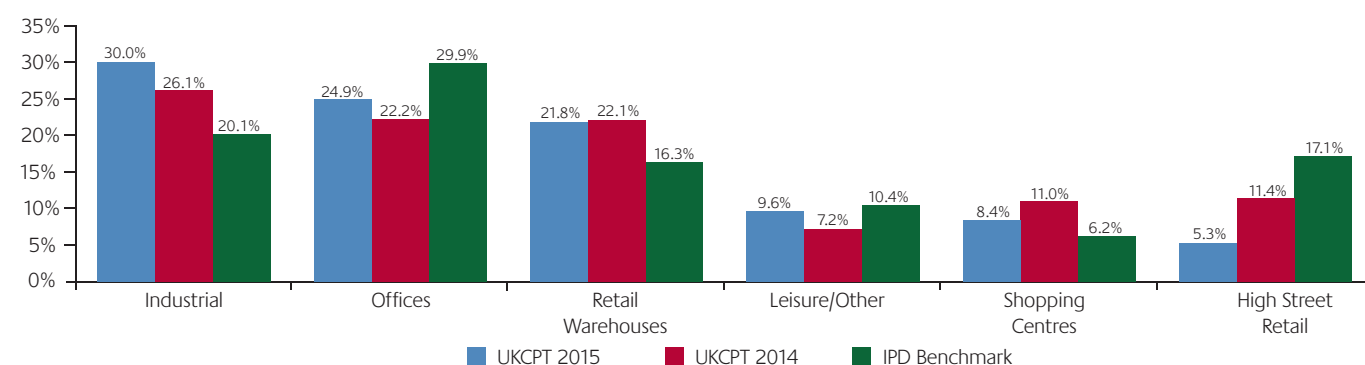 35%
30%
25%
20%
15%
10%
5%
0%
30.0%
26.1%
20.1%
24.9%
22.2%
29.9%
21.8%
22.1%
16.3%
9.6%
7.2%
10.4%
8.4%
11.0%
6.2%
5.3%
11.4%
17.1%
Industrial
Offices
Retail
Warehouses
Leisure/Other
Shopping
Centres
High Street
Retail
UKCPT 2015
UKCPT 2014
IPD Benchmark